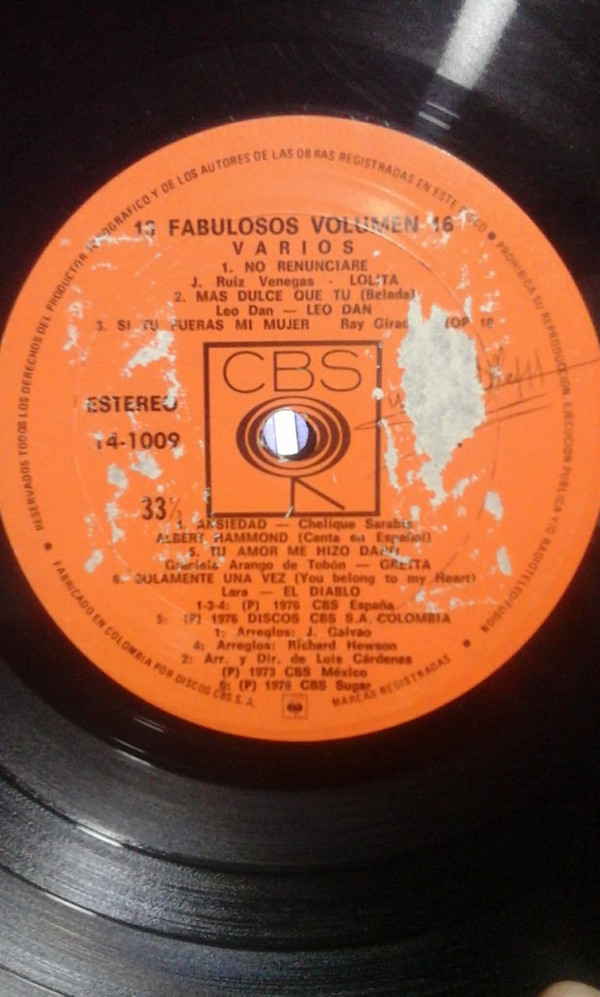 RESERVADOS TODOS LOS DERECHOS DEL PRODUCTOR FONOGRAFICO Y DE LOS AUTORES DE LAS OBRAS REGISTRADAS EN ESTE DISCO • PROHIBIDA SU REPRODUCCION, EJECUCION PUBLICA Y/O RADIOTELED-FUSION
FABULOSOS VOLUMEN 16
VARIOS
1. NO RENUNCIARE
J. Ruiz Venegas - LOLITA
2. MAS DULCE QUE TU (Balada)
Leo Dan — LEO DAN
3. SI TU FUERAS MI MUJER Ray
CBS
ESTEREO
14-1009
33⅓
4. ANSIEDAD — Chelique Sarabia
ALBERT HAMMOND (Canta en Español)
5. TU AMOR ME HIZO DAÑO
Graciela Arango de Tobón — GRETTA
6. SOLAMENTE UNA VEZ (You belong to my Heart)
Lara — EL DIABLO
1-3-4: (P) 1976 CBS España
5: (P) 1976 DISCOS CBS S.A. COLOMBIA
1: Arreglos: J. Galvao
4: Arreglos: Richard Hewson
2: Arr. y Dir. de Luis Cárdenas
(P) 1973 CBS México
6: (P) 1976 CBS Sugar
• FABRICADO EN COLOMBIA POR DISCOS CBS S. A.
MARCAS REGISTRADAS •